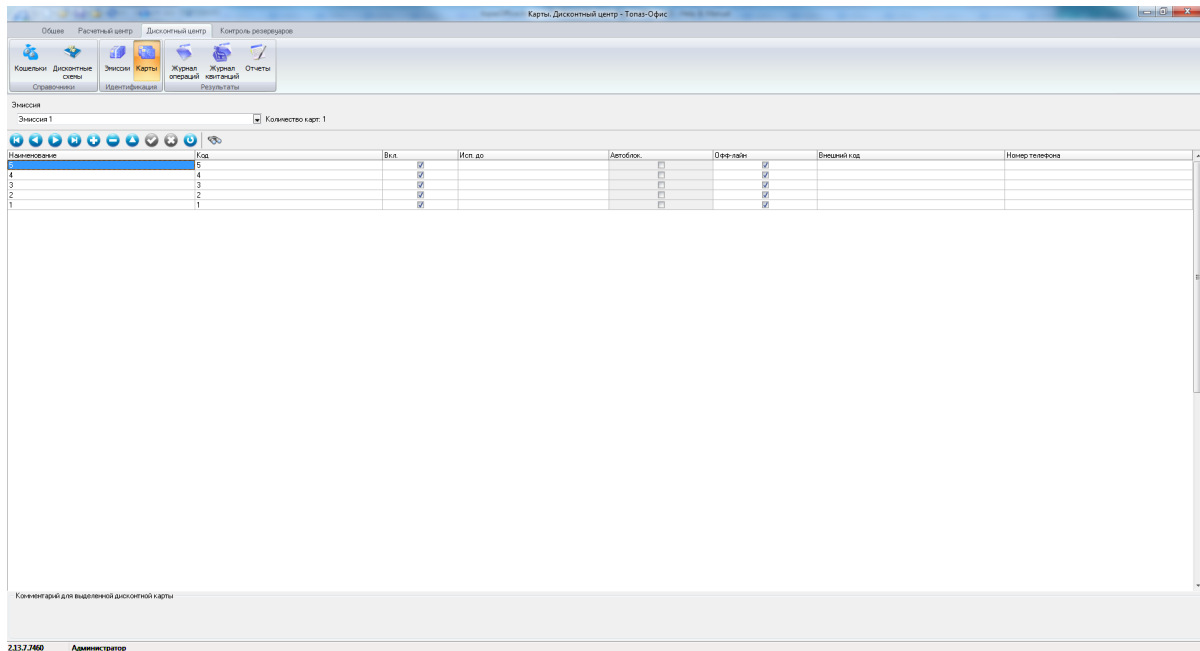 Карты. Дисконтный центр - Топаз-Офис
Общее Расчетный центр Дисконтный центр Контроль резервуаров
Кошельки Дисконтные схемы Эмиссии Карты Журнал операций Журнал квитанций Отчеты
Справочники Идентификация Результаты
Эмиссия
Эмиссия 1 Количество карт: 1
Наименование Код Вкл. Исп. до Автоблок. Офф-лайн Внешний код Номер телефона
5 5
4 4
3 3
2 2
1 1
Комментарий для выделенной дисконтной карты
2.13.7.7460 Администратор